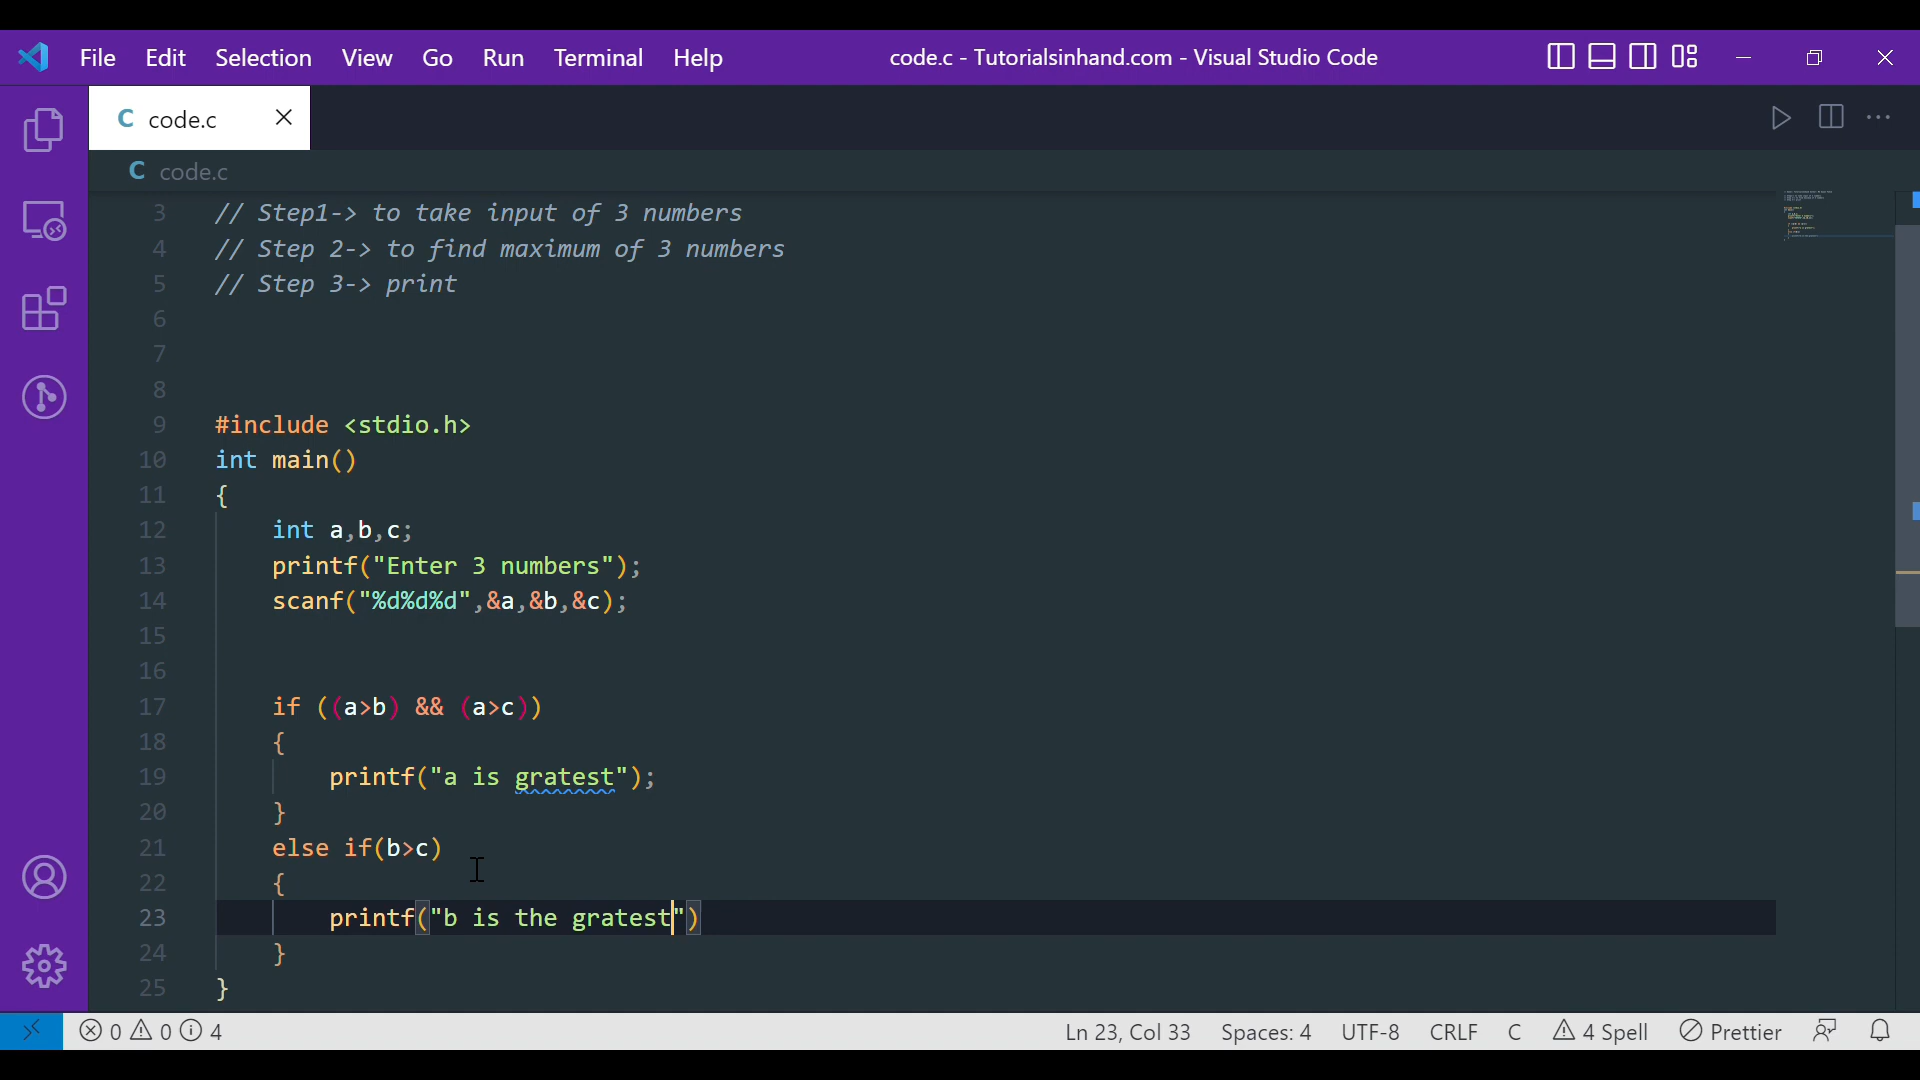 File Edit Selection View Go Run Terminal Help code.c - Tutorialsinhand.com - Visual Studio Code
C code.c
C code.c
3 // Step1-> to take input of 3 numbers
4 // Step 2-> to find maximum of 3 numbers
5 // Step 3-> print
6
7
8
9 #include <stdio.h>
10 int main()
11 {
12 int a,b,c;
13 printf("Enter 3 numbers");
14 scanf("%d%d%d",&a,&b,&c);
15
16
17 if ((a>b) && (a>c))
18 {
19 printf("a is gratest");
20 }
21 else if(b>c)
22 {
23 printf("b is the gratest")
24 }
25 }
0 0 4 Ln 23, Col 33 Spaces: 4 UTF-8 CRLF C 4 Spell Prettier